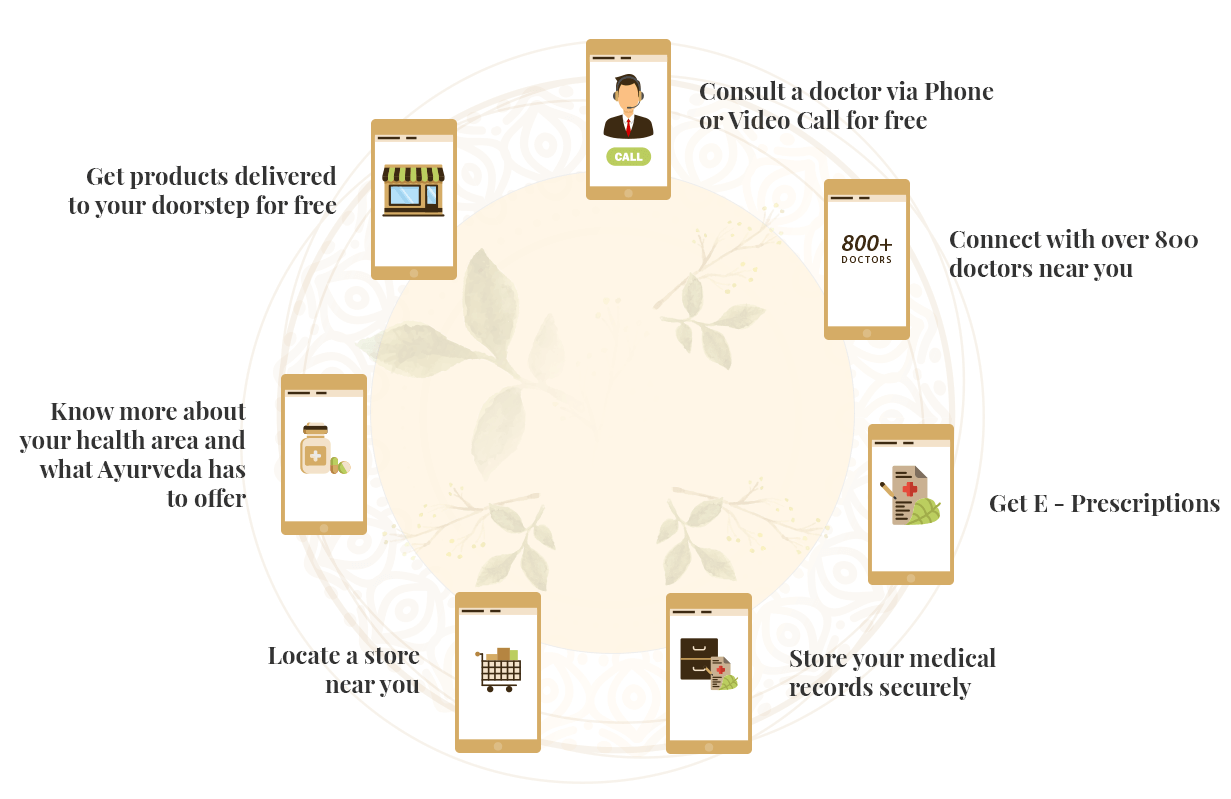 Consult a doctor via Phone
or Video Call for free
CALL
Get products delivered
to your doorstep for free
800+
DOCTORS
Connect with over 800
doctors near you
Know more about
your health area and
what Ayurveda has
to offer
Get E - Prescriptions
Locate a store
near you
Store your medical
records securely